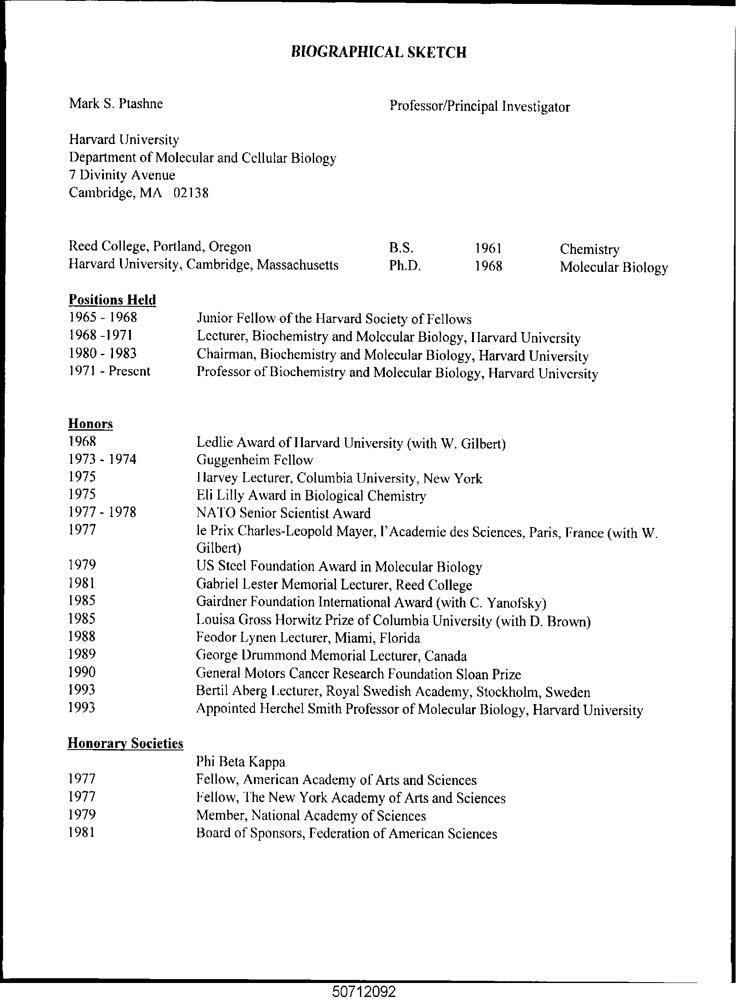 BIOGRAPHICAL SKETCH
Mark S. Ptashne Professor/Principal Investigator
Harvard University
Department of Molecular and Cellular Biology
7 Divinity Avenue
Cambridge, MA 02138
Reed College, Portland, Oregon B.S. 1961 Chemistry
Harvard University, Cambridge, Massachusetts Ph.D. 1968 Molecular Biology
Positions Held
1965 - 1968 Junior Fellow of the Harvard Society of Fellows
1968 -1971 Lecturer, Biochemistry and Molecular Biology, Harvard University
1980 - 1983 Chairman, Biochemistry and Molecular Biology, Harvard University
1971 - Present Professor of Biochemistry and Molecular Biology, Harvard University
Honors
1968 Ledlie Award of Harvard University (with W. Gilbert)
1973 - 1974 Guggenheim Fellow
1975 Harvey Lecturer, Columbia University, New York
1975 Eli Lilly Award in Biological Chemistry
1977 - 1978 NATO Senior Scientist Award
1977 le Prix Charles-Leopold Mayer, l'Academie des Sciences, Paris, France (with W.
Gilbert)
1979 US Steel Foundation Award in Molecular Biology
1981 Gabriel Lester Memorial Lecturer, Reed College
1985 Gairdner Foundation International Award (with C. Yanofsky)
1985 Louisa Gross Horwitz Prize of Columbia University (with D. Brown)
1988 Feodor Lynen Lecturer, Miami, Florida
1989 George Drummond Memorial Lecturer, Canada
1990 General Motors Cancer Research Foundation Sloan Prize
1993 Bertil Aberg Lecturer, Royal Swedish Academy, Stockholm, Sweden
1993 Appointed Herchel Smith Professor of Molecular Biology, Harvard University
Honorary Societies
Phi Beta Kappa
1977 Fellow, American Academy of Arts and Sciences
1977 Fellow, The New York Academy of Arts and Sciences
1979 Member, National Academy of Sciences
1981 Board of Sponsors, Federation of American Sciences
50712092